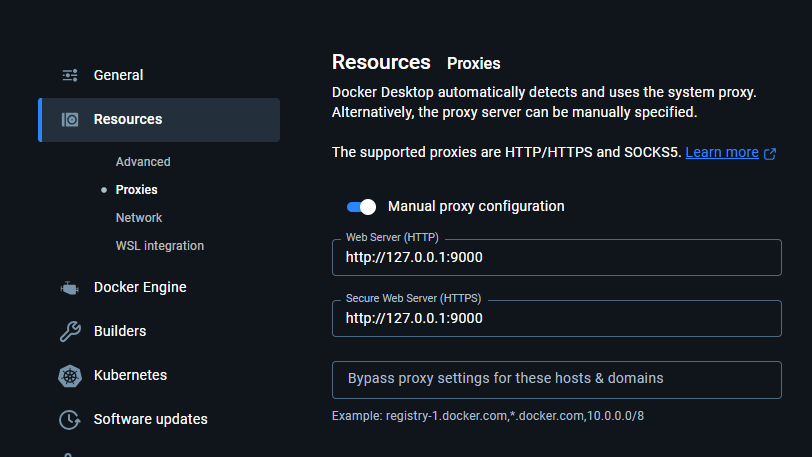 General
Resources
Advanced
Proxies
Network
WSL integration
Docker Engine
Builders
Kubernetes
Software updates
Resources Proxies
Docker Desktop automatically detects and uses the system proxy.
Alternatively, the proxy server can be manually specified.
The supported proxies are HTTP/HTTPS and SOCKS5. Learn more
Manual proxy configuration
Web Server (HTTP)
http://127.0.0.1:9000
Secure Web Server (HTTPS)
http://127.0.0.1:9000
Bypass proxy settings for these hosts & domains
Example: registry-1.docker.com,*.docker.com,10.0.0.0/8